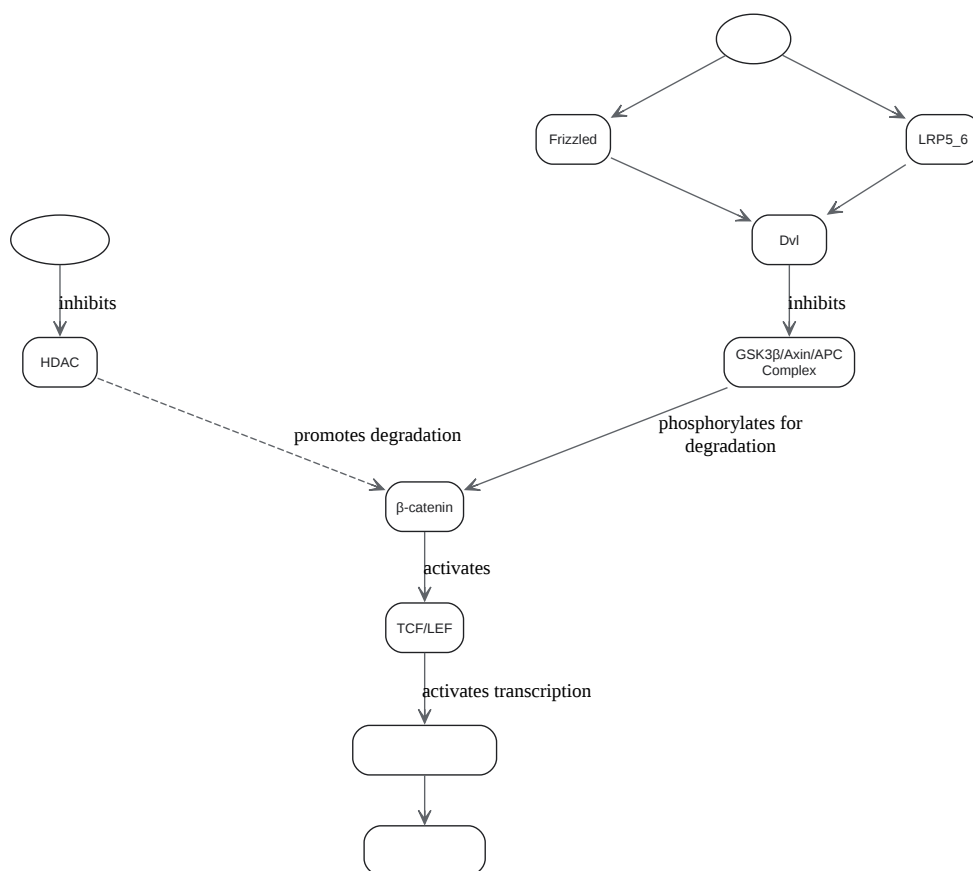 Frizzled
LRP5_6
Dvl
inhibits
inhibits
HDAC
GSK3β/Axin/APC
Complex
promotes degradation
phosphorylates for
degradation
β-catenin
activates
TCF/LEF
activates transcription